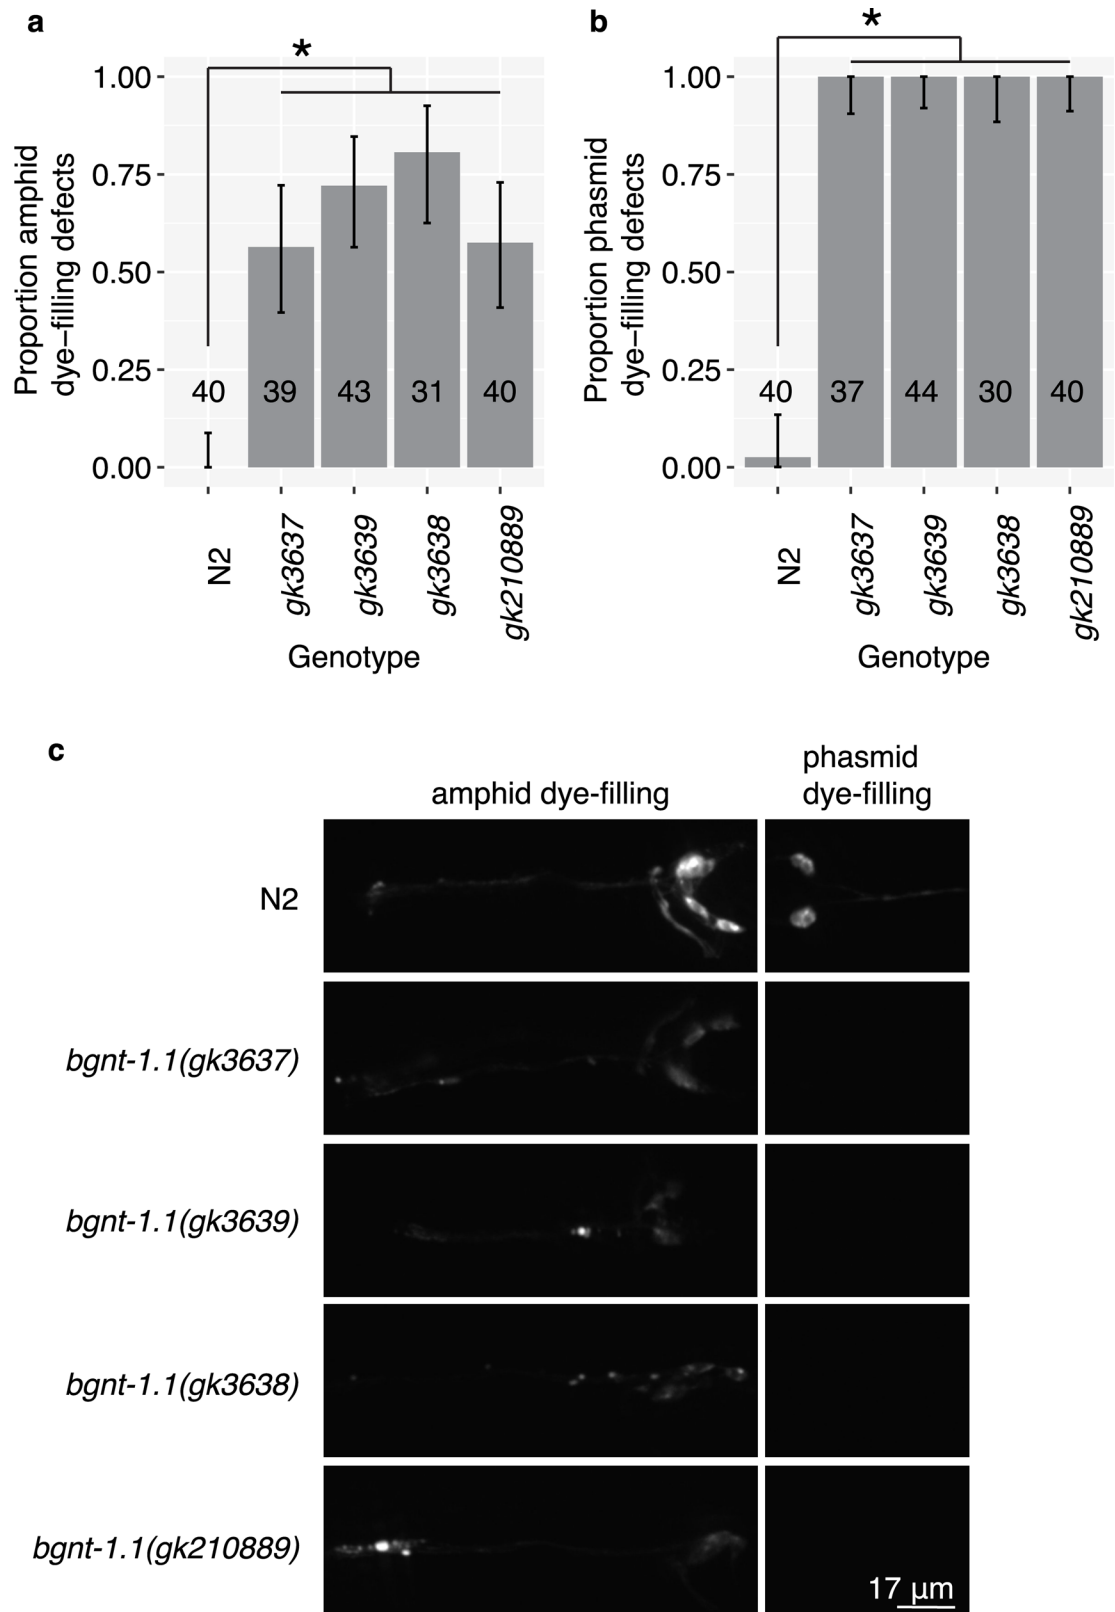 a
*
Proportion amphid
dye–filling defects
1.00
0.75
0.50
0.25
0.00
40
39
43
31
40
N2
gk3637
gk3639
gk3638
gk210889
Genotype
b
*
Proportion phasmid
dye–filling defects
1.00
0.75
0.50
0.25
0.00
40
37
44
30
40
N2
gk3637
gk3639
gk3638
gk210889
Genotype
c
amphid dye-filling
phasmid
dye-filling
N2
bgnt-1.1(gk3637)
bgnt-1.1(gk3639)
bgnt-1.1(gk3638)
bgnt-1.1(gk210889)
17 µm